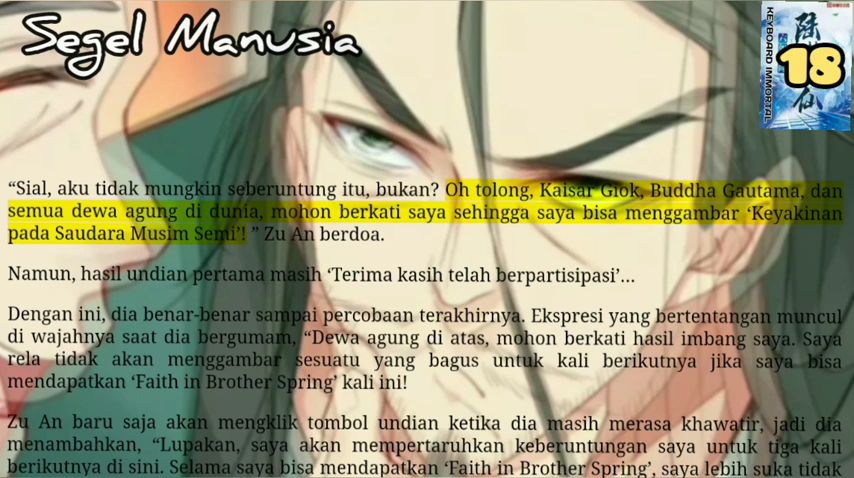 Segel Manusia
KEYBOARD IMMORTAL
18
“Sial, aku tidak mungkin seberuntung itu, bukan? Oh tolong, Kaisar Giok, Buddha Gautama, dan
semua dewa agung di dunia, mohon berkati saya sehingga saya bisa menggambar ‘Keyakinan
pada Saudara Musim Semi’! ” Zu An berdoa.
Namun, hasil undian pertama masih ‘Terima kasih telah berpartisipasi’…
Dengan ini, dia benar-benar sampai percobaan terakhirnya. Ekspresi yang bertentangan muncul
di wajahnya saat dia bergumam, “Dewa agung di atas, mohon berkati hasil imbang saya. Saya
rela tidak akan menggambar sesuatu yang bagus untuk kali berikutnya jika saya bisa
mendapatkan ‘Faith in Brother Spring’ kali ini!
Zu An baru saja akan mengklik tombol undian ketika dia masih merasa khawatir, jadi dia
menambahkan, “Lupakan, saya akan mempertaruhkan keberuntungan saya untuk tiga kali
berikutnya di sini. Selama saya bisa mendapatkan ‘Faith in Brother Spring’, saya lebih suka tidak